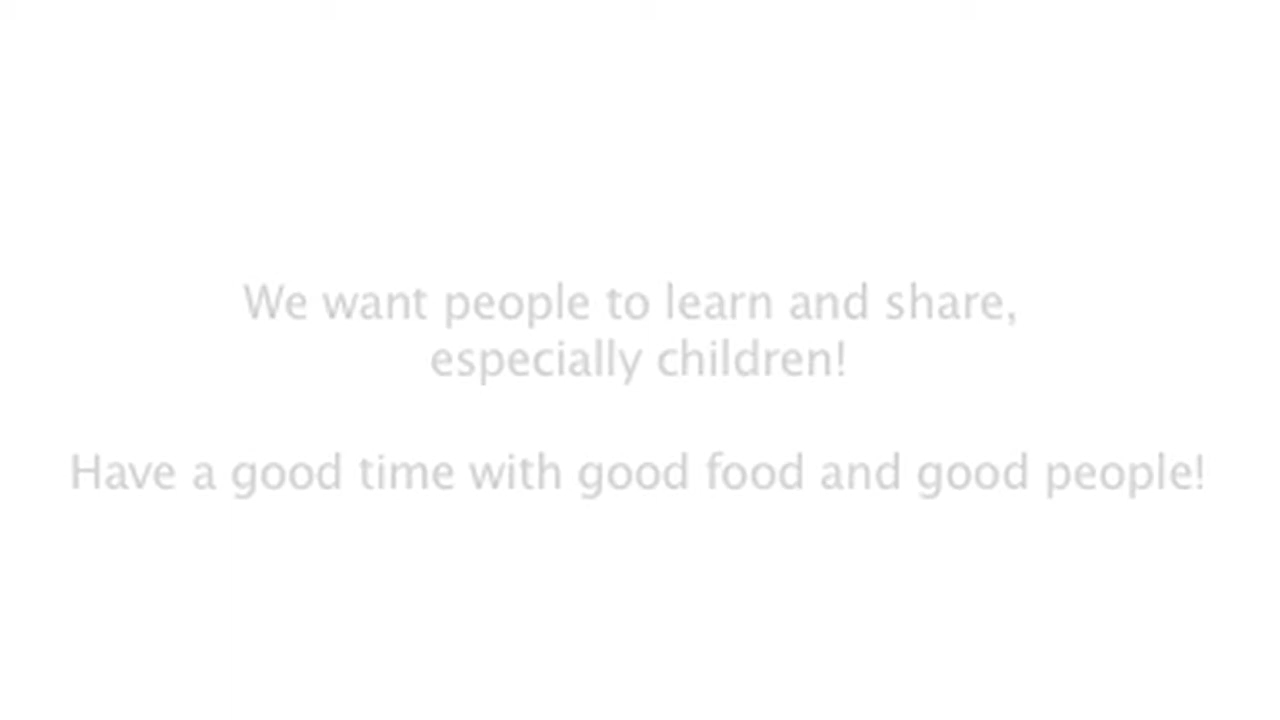 We want people to learn and share,
especially children!
Have a good time with good food and good people!